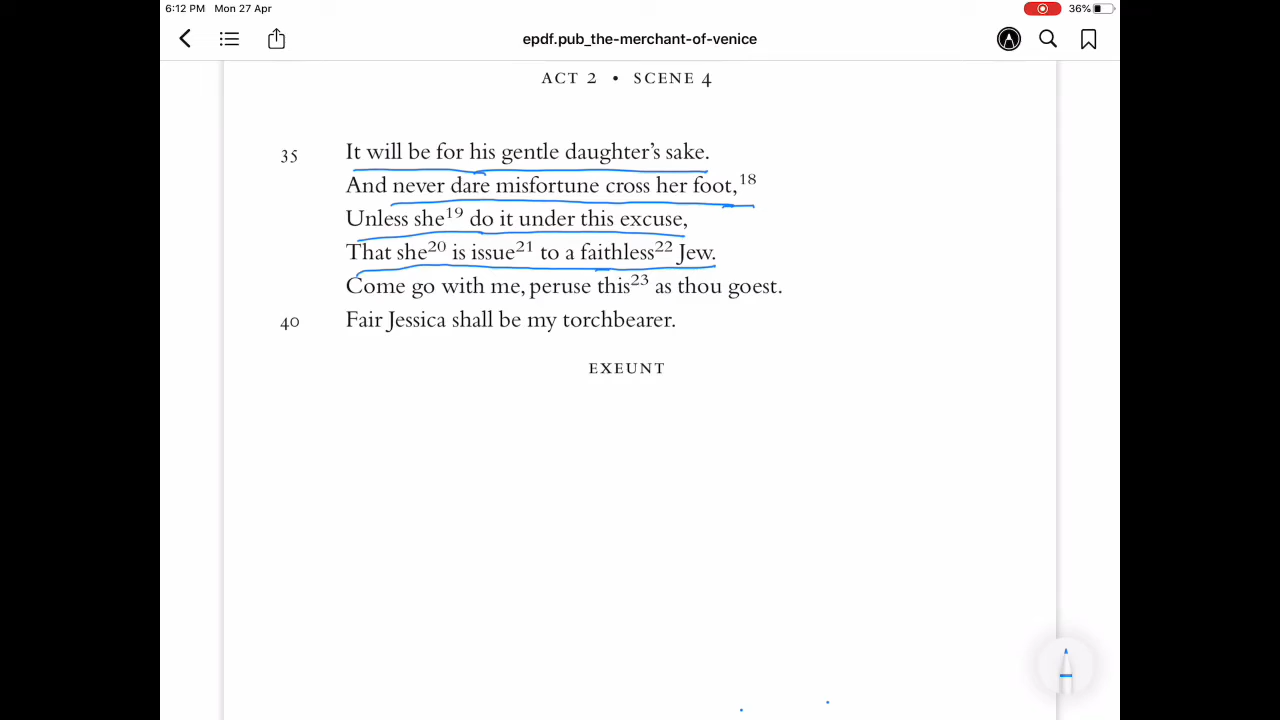 6:12 PM Mon 27 Apr 36%
epdf.pub_the-merchant-of-venice
ACT 2 • SCENE 4
35 It will be for his gentle daughter's sake.
And never dare misfortune cross her foot,18
Unless she19 do it under this excuse,
That she20 is issue21 to a faithless22 Jew.
Come go with me, peruse this23 as thou goest.
40 Fair Jessica shall be my torchbearer.
EXEUNT